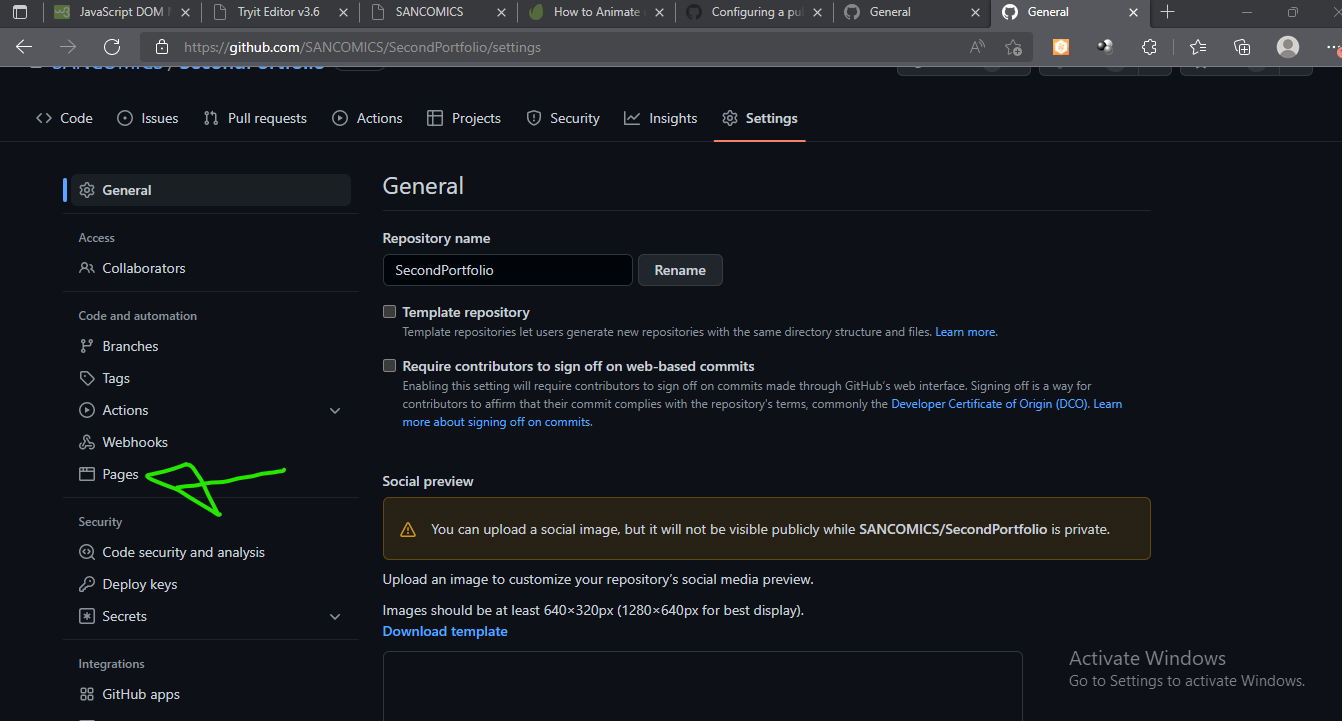 JavaScript DOM
Tryit Editor v3.6
SANCOMICS
How to Animate
Configuring a pu
General
General
https://github.com/SANCOMICS/SecondPortfolio/settings
SANCOMICS / SecondPortfolio
Code
Issues
Pull requests
Actions
Projects
Security
Insights
Settings
General
Access
Collaborators
Code and automation
Branches
Tags
Actions
Webhooks
Pages
Security
Code security and analysis
Deploy keys
Secrets
Integrations
GitHub apps
General
Repository name
SecondPortfolio
Rename
Template repository
Template repositories let users generate new repositories with the same directory structure and files. Learn more.
Require contributors to sign off on web-based commits
Enabling this setting will require contributors to sign off on commits made through GitHub's web interface. Signing off is a way for
contributors to affirm that their commit complies with the repository's terms, commonly the Developer Certificate of Origin (DCO). Learn
more about signing off on commits.
Social preview
You can upload a social image, but it will not be visible publicly while SANCOMICS/SecondPortfolio is private.
Upload an image to customize your repository's social media preview.
Images should be at least 640×320px (1280×640px for best display).
Download template
Activate Windows
Go to Settings to activate Windows.